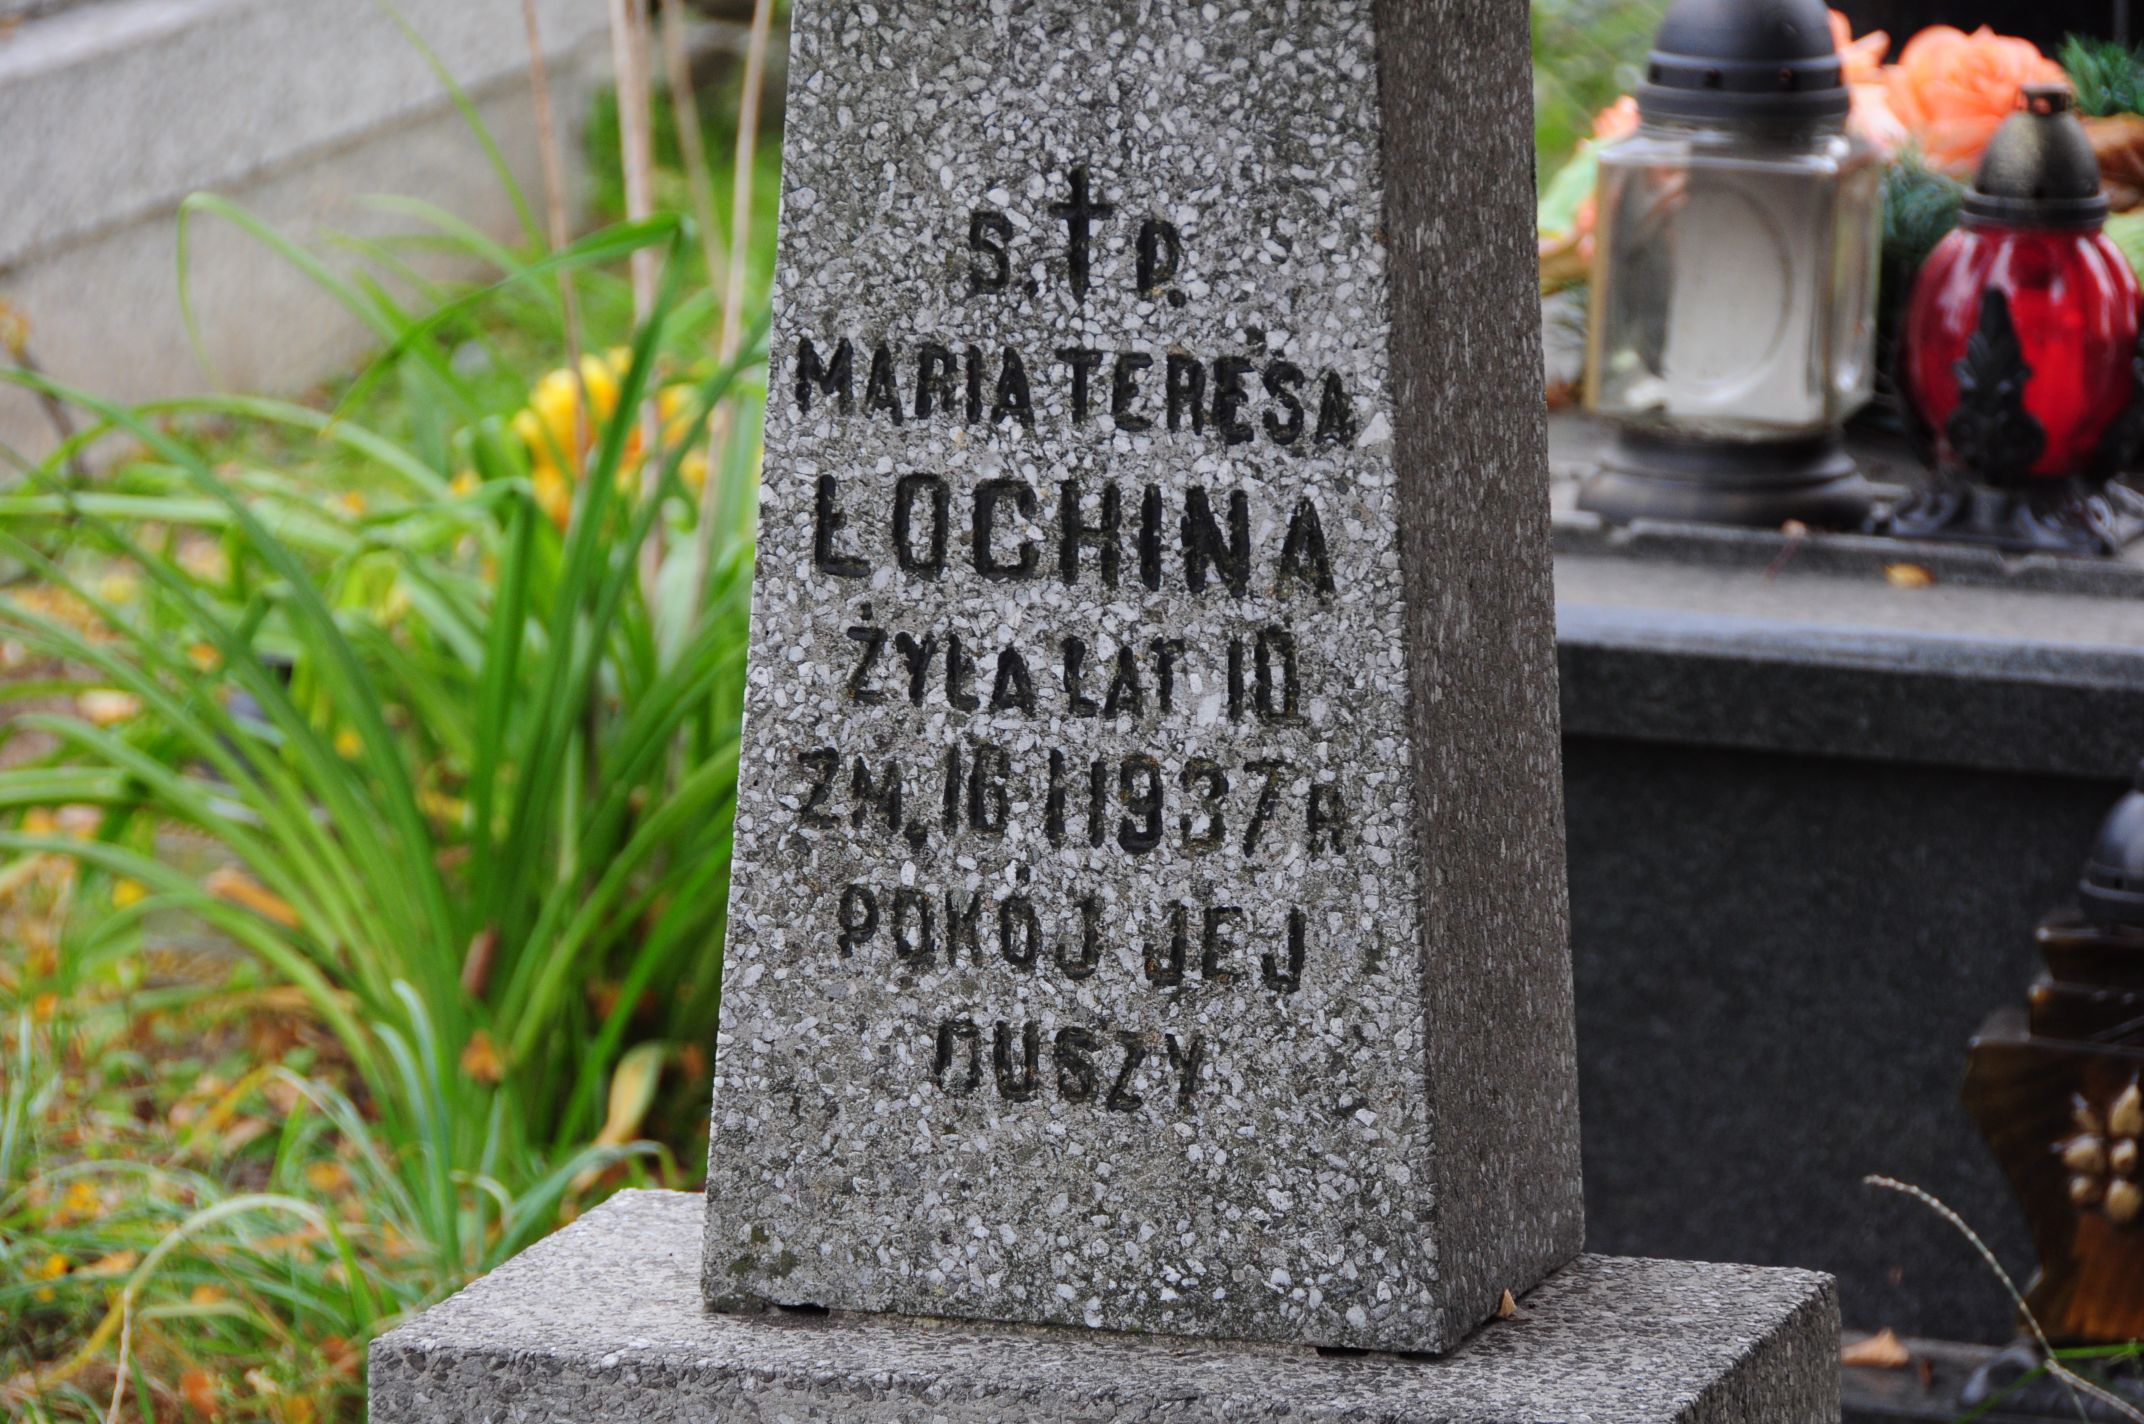 S. † P.
MARIA TERESA
ŁOCHINA
ŻYŁA LAT 10
ZM. 16 I 1937 R
POKÓJ JEJ
DUSZY